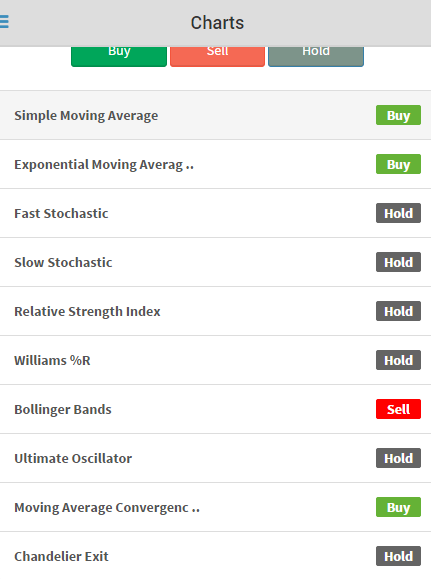 Charts
Buy Sell Hold
Simple Moving Average Buy
Exponential Moving Averag .. Buy
Fast Stochastic Hold
Slow Stochastic Hold
Relative Strength Index Hold
Williams %R Hold
Bollinger Bands Sell
Ultimate Oscillator Hold
Moving Average Convergenc .. Buy
Chandelier Exit Hold